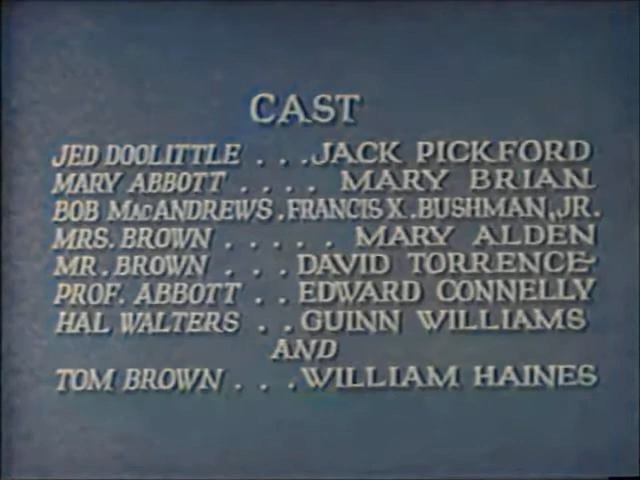 CAST
JED DOOLITTLE . . . JACK PICKFORD
MARY ABBOTT . . . . MARY BRIAN
BOB MACANDREWS . FRANCIS X. BUSHMAN, JR.
MRS. BROWN . . . . . MARY ALDEN
MR. BROWN . . . DAVID TORRENCE
PROF. ABBOTT . . EDWARD CONNELLY
HAL WALTERS . . GUINN WILLIAMS
AND
TOM BROWN . . . WILLIAM HAINES